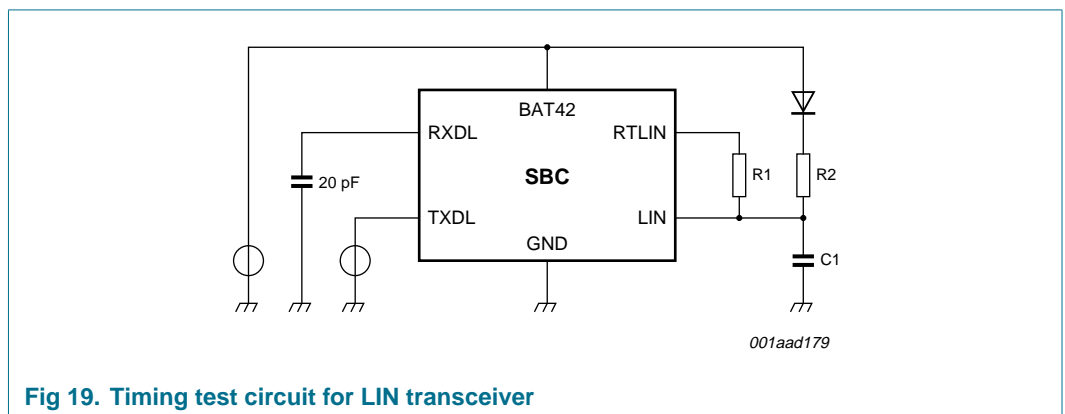 BAT42
RXDL
RTLIN
SBC
R1
R2
20 pF
TXDL
LIN
GND
C1
001aad179
Fig 19. Timing test circuit for LIN transceiver